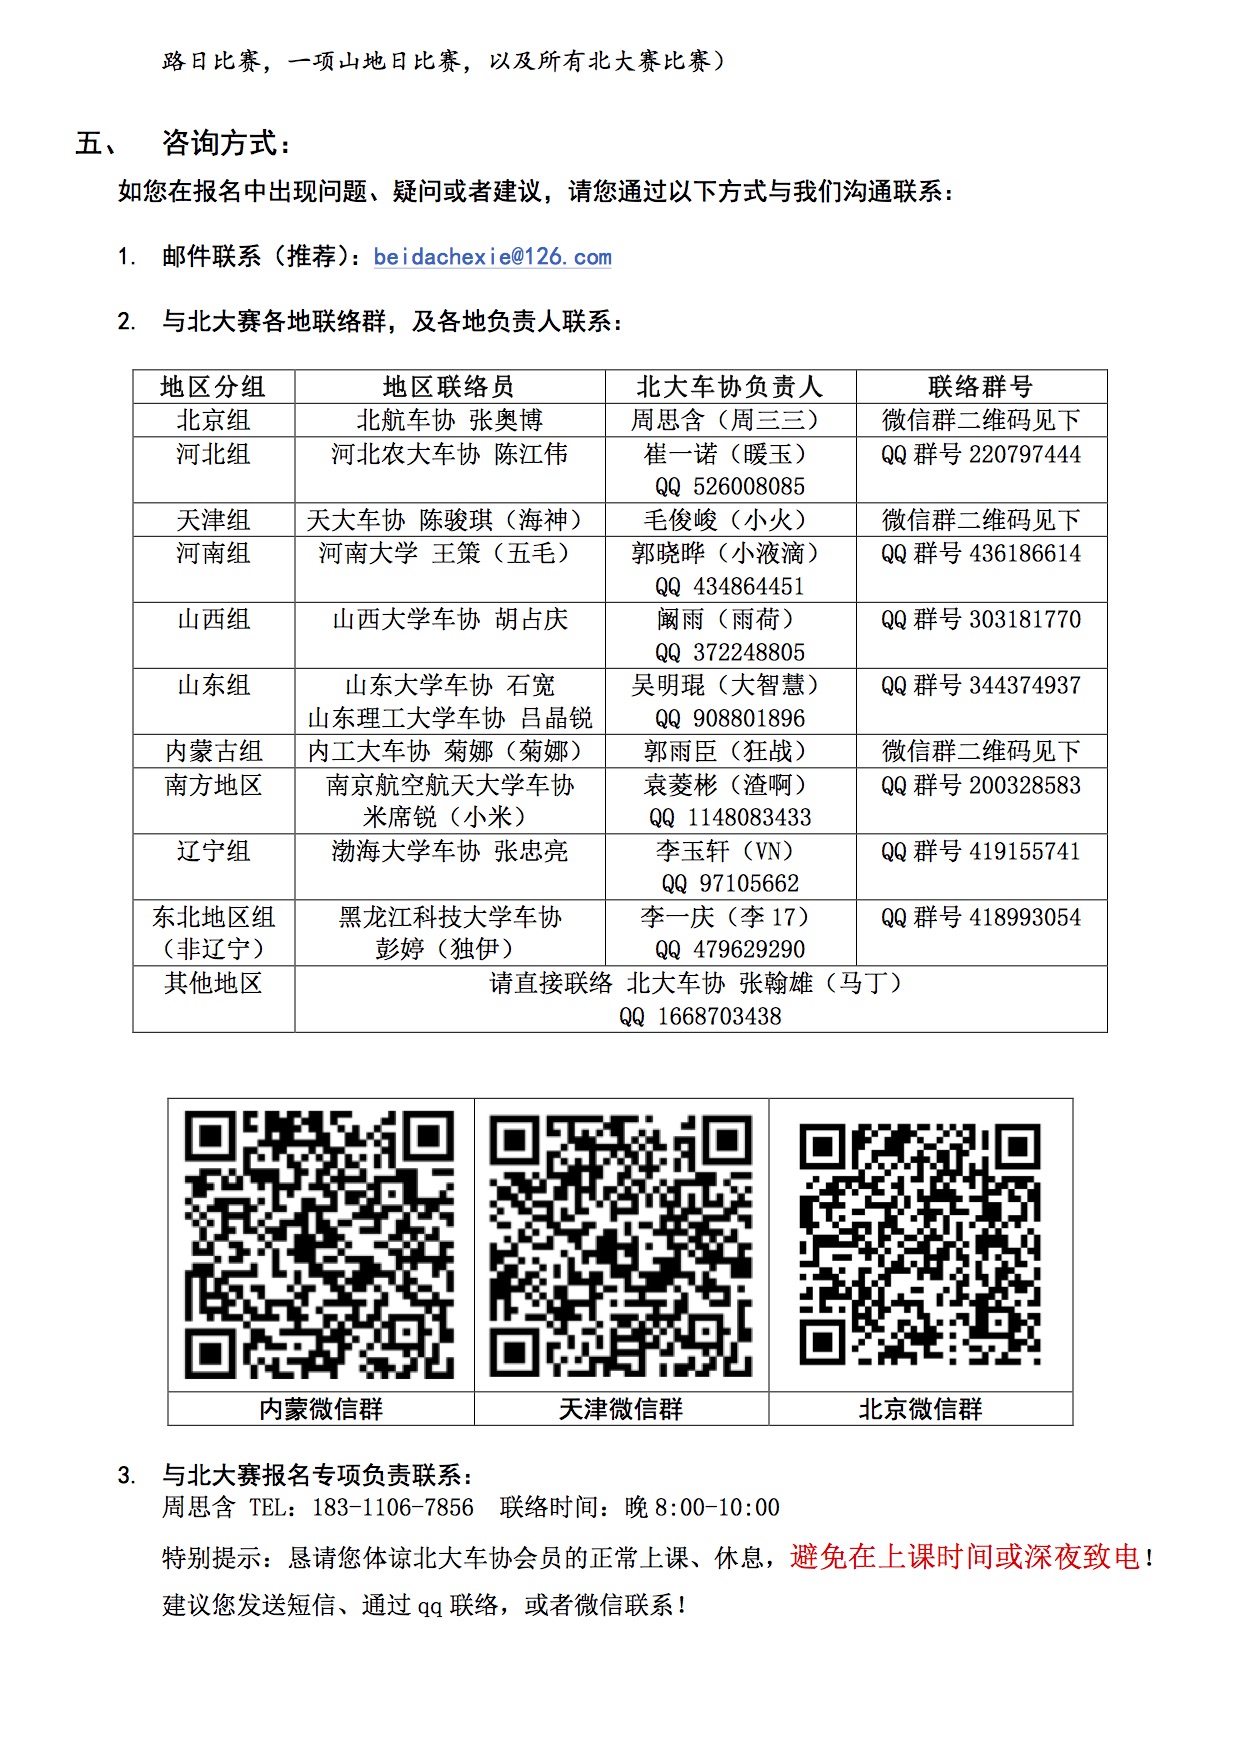 路日比赛，一项山地日比赛，以及所有北大赛比赛）
五、 咨询方式：
如您在报名中出现问题、疑问或者建议，请您通过以下方式与我们沟通联系：
1. 邮件联系（推荐）：beidachexie@126.com
2. 与北大赛各地联络群，及各地负责人联系：
地区分组 地区联络员 北大车协负责人 联络群号
北京组 北航车协 张奥博 周思含（周三三） 微信群二维码见下
河北组 河北农大车协 陈江伟 崔一诺（暖玉） QQ 群号 220797444
QQ 526008085
天津组 天大车协 陈骏琪（海神） 毛俊峻（小火） 微信群二维码见下
河南组 河南大学 王策（五毛） 郭晓晔（小液滴） QQ 群号 436186614
QQ 434864451
山西组 山西大学车协 胡占庆 阚雨（雨荷） QQ 群号 303181770
QQ 372248805
山东组 山东大学车协 石宽 吴明琨（大智慧） QQ 群号 344374937
山东理工大学车协 吕晶锐 QQ 908801896
内蒙古组 内工大车协 菊娜（菊娜） 郭雨臣（狂战） 微信群二维码见下
南方地区 南京航空航天大学车协 袁菱彬（渣啊） QQ 群号 200328583
米席锐（小米） QQ 1148083433
辽宁组 渤海大学车协 张忠亮 李玉轩（VN） QQ 群号 419155741
QQ 97105662
东北地区组 黑龙江科技大学车协 李一庆（李 17） QQ 群号 418993054
（非辽宁） 彭婷（独伊） QQ 479629290
其他地区 请直接联络 北大车协 张翰雄（马丁）
QQ 1668703438
内蒙微信群 天津微信群 北京微信群
3. 与北大赛报名专项负责联系：
周思含 TEL：183-1106-7856 联络时间：晚 8:00-10:00
特别提示：恳请您体谅北大车协会员的正常上课、休息，避免在上课时间或深夜致电！
建议您发送短信、通过 qq 联络，或者微信联系！